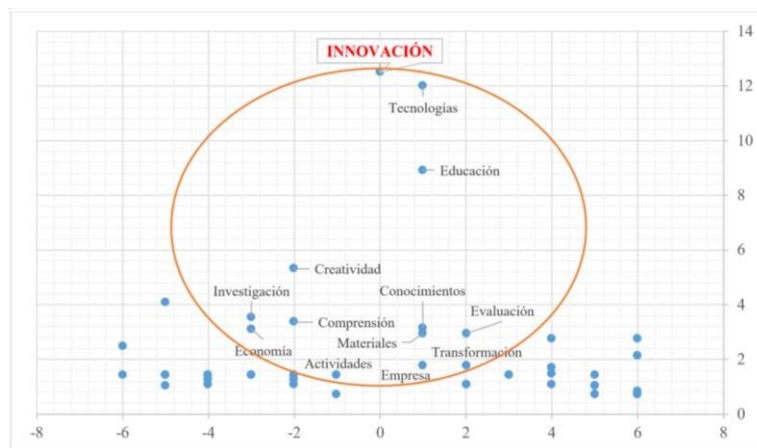 14
INNOVACIÓN
12
Tecnologías
10
Educación
8
6
Creatividad
Investigación
Conocimientos
4
Evaluación
Comprensión
Materiales
Economía
Transformación
2
Actividades
Empresa
0
-8 -6 -4 -2 0 2 4 6 8